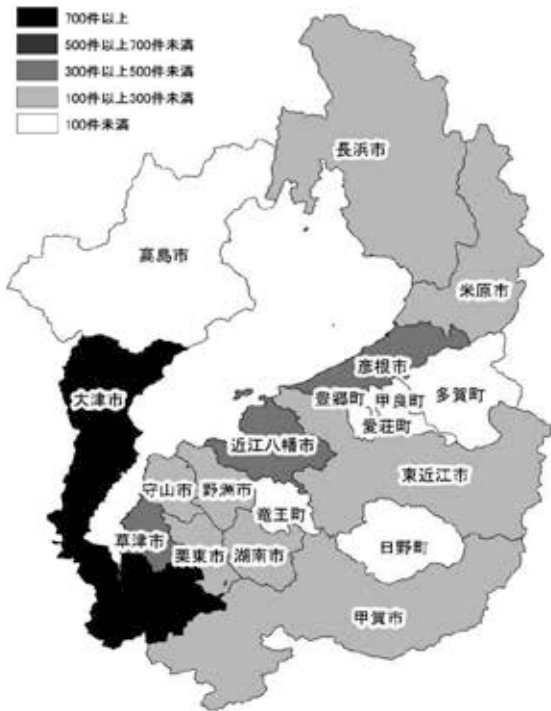 700件以上
500件以上700件未満
300件以上500件未満
100件以上300件未満
100件未満
長浜市
高島市
米原市
彦根市
大津市
豊郷町
甲良町
多賀町
愛荘町
近江八幡市
東近江市
守山市
野洲市
竜王町
草津市
栗東市
湖南市
日野町
甲賀市